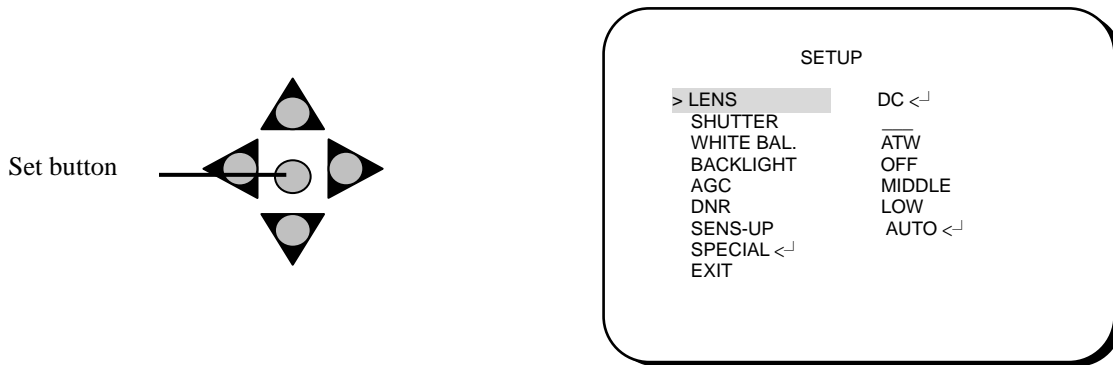 Set button
SETUP
> LENS DC <┘
SHUTTER ___
WHITE BAL. ATW
BACKLIGHT OFF
AGC MIDDLE
DNR LOW
SENS-UP AUTO <┘
SPECIAL <┘
EXIT